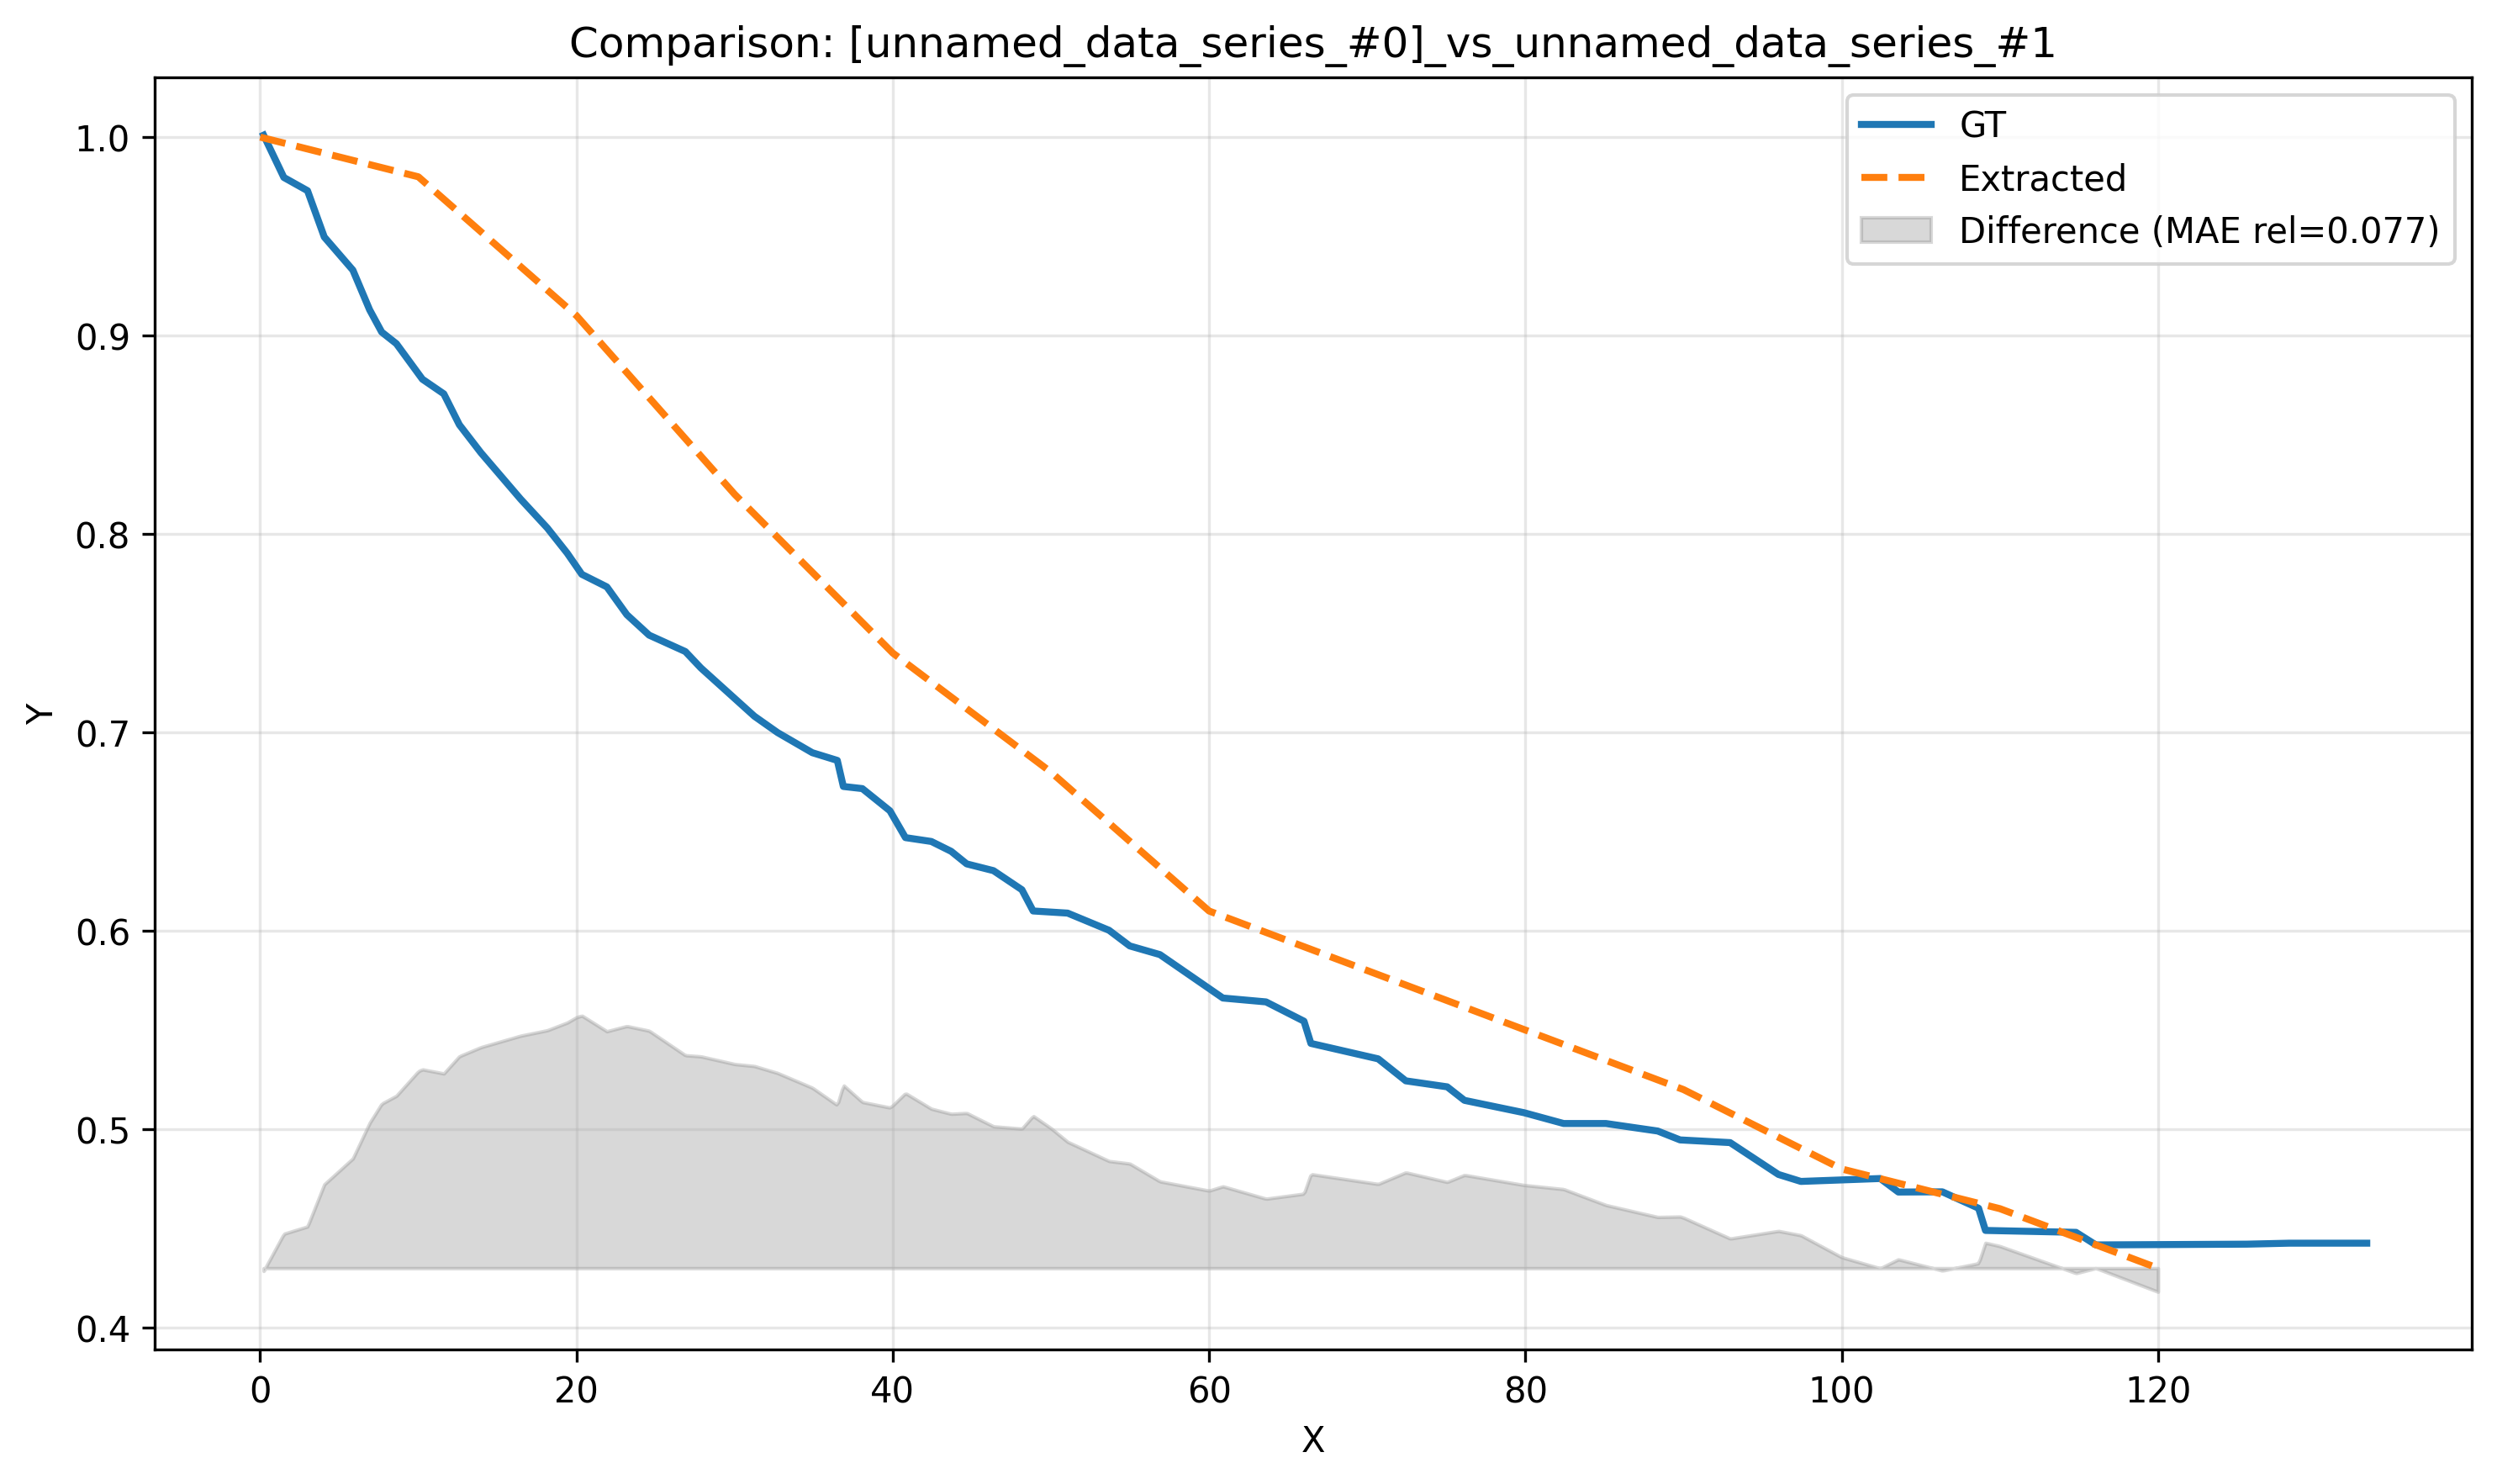 Comparison: [unnamed_data_series_#0]_vs_unnamed_data_series_#1
GT
Extracted
Difference (MAE rel=0.077)
Y
1.0
0.9
0.8
0.7
0.6
0.5
0.4
0 20 40 60 80 100 120
X